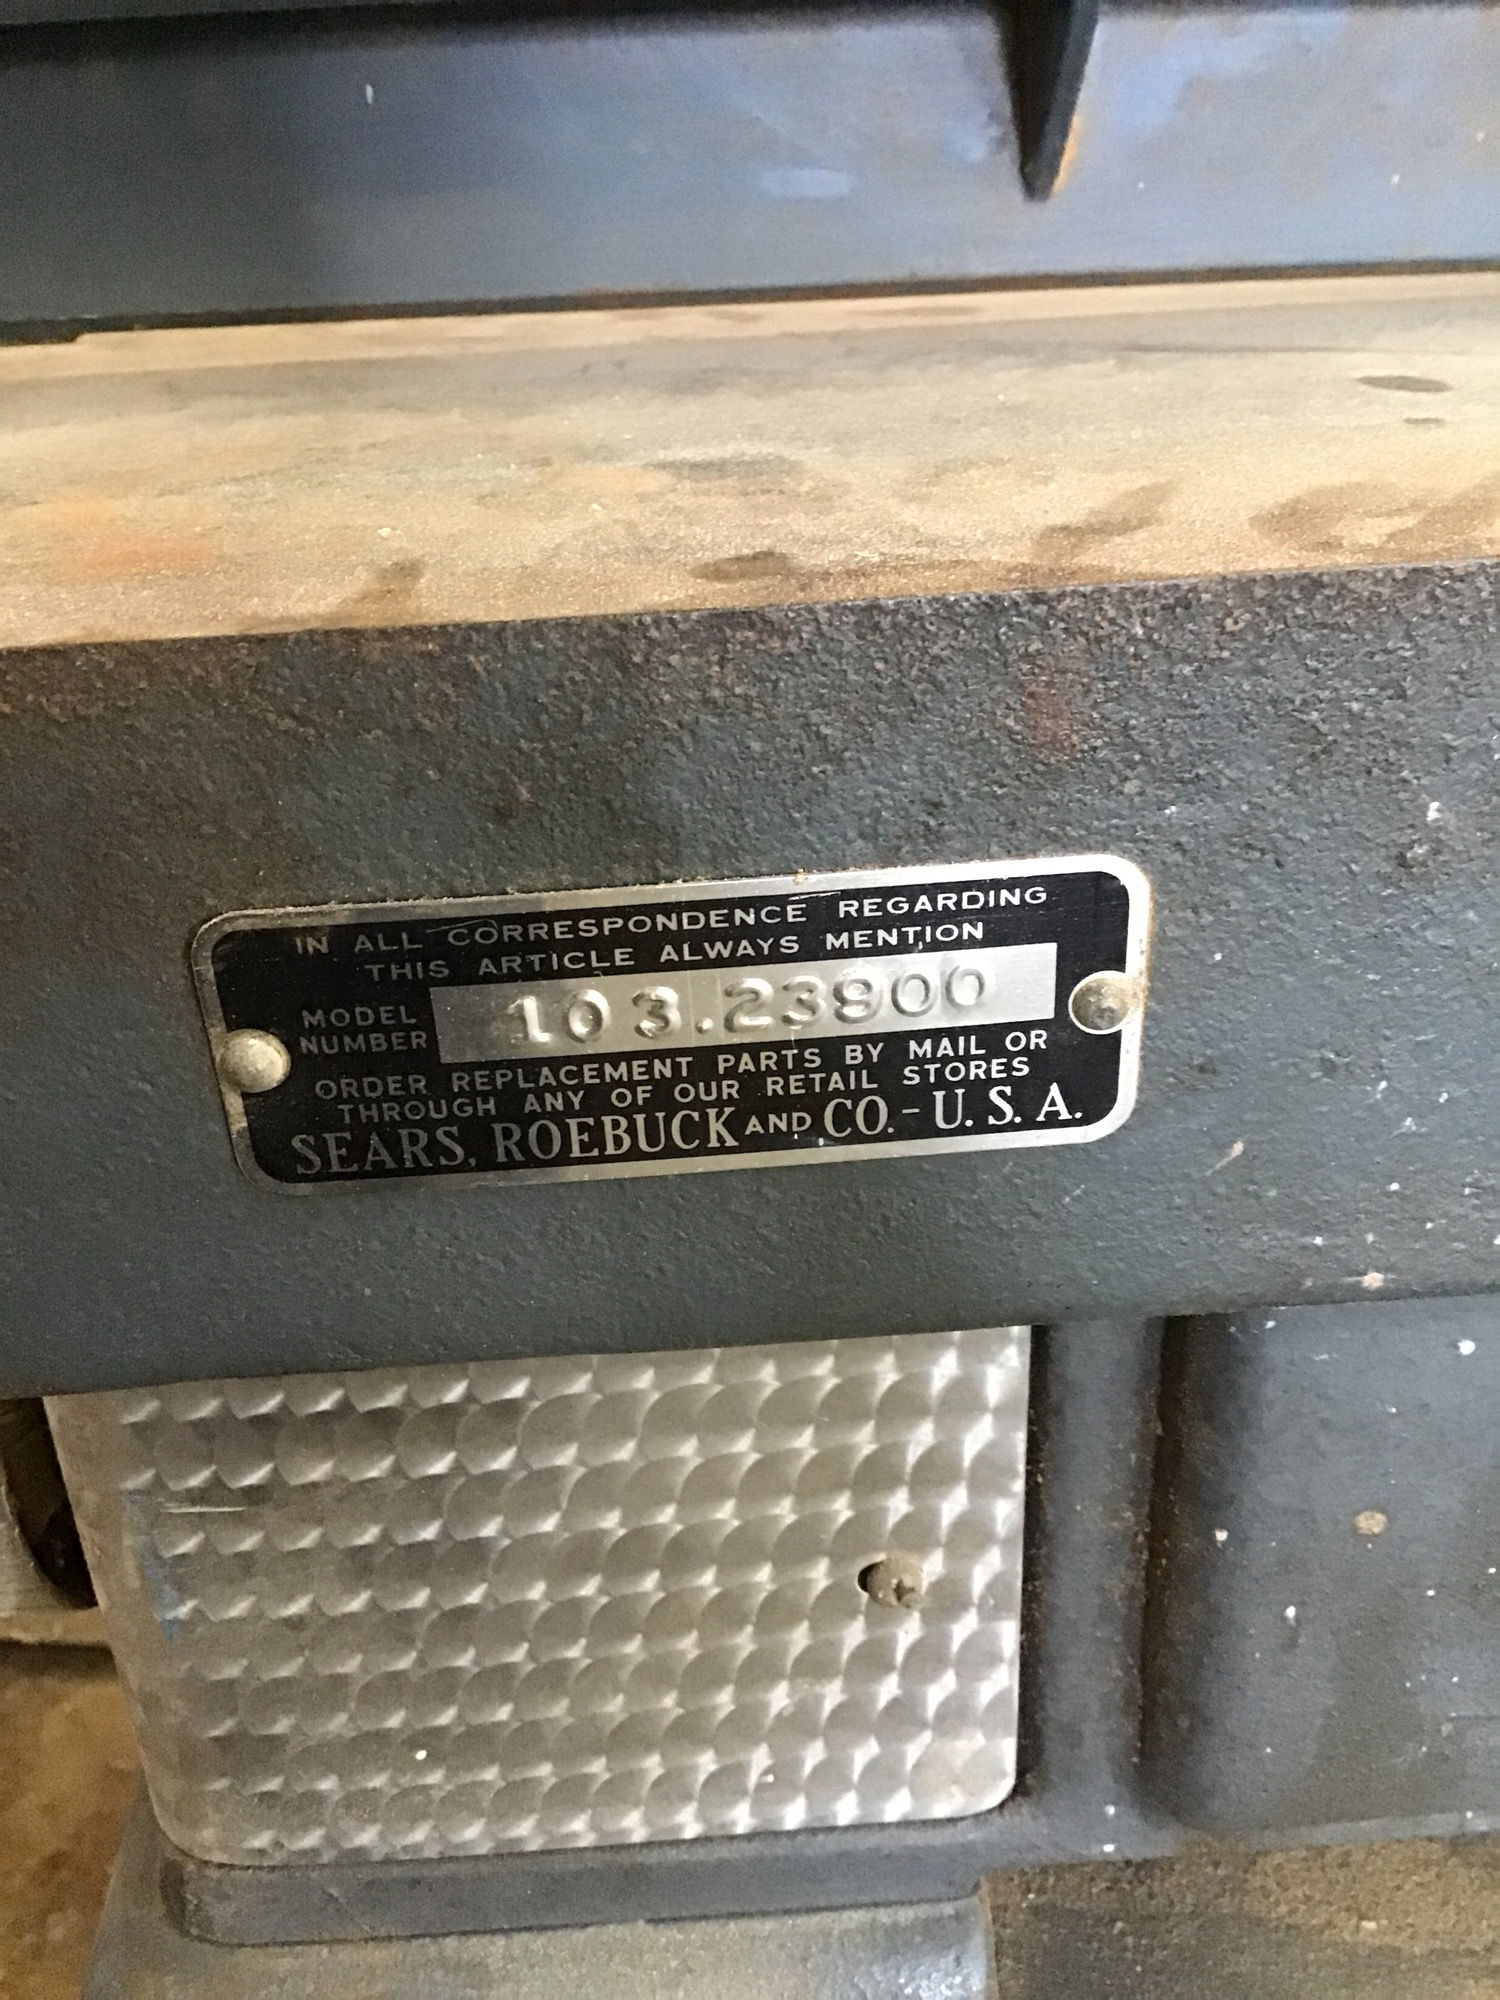 IN ALL CORRESPONDENCE REGARDING
THIS ARTICLE ALWAYS MENTION
MODEL NUMBER 103.23900
ORDER REPLACEMENT PARTS BY MAIL OR
THROUGH ANY OF OUR RETAIL STORES
SEARS, ROEBUCK AND CO. - U. S. A.